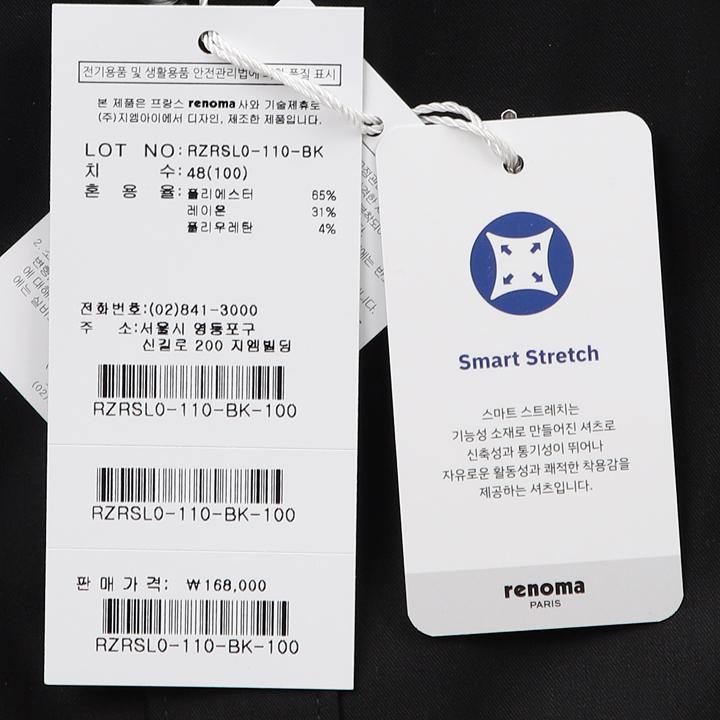 전기용품 및 생활용품 안전관리법에 의한 품질 표시
본 제품은 프랑스 renoma 사와 기술제휴로
(주)지엠아이에서 디자인, 제조한 제품입니다.
LOT NO: RZRSL0-110-BK
치 수: 48(100)
혼 용 율: 폴리에스터 65%
레이온 31%
폴리우레탄 4%
전화번호:(02)841-3000
주 소:서울시 영등포구
신길로 200 지엠빌딩
RZRSL0-110-BK-100
RZRSL0-110-BK-100
판 매 가 격: ₩168,000
RZRSL0-110-BK-100
Smart Stretch
스마트 스트레치는
기능성 소재로 만들어진 셔츠로
신축성과 통기성이 뛰어나
자유로운 활동성과 쾌적한 착용감을
제공하는 셔츠입니다.
renoma
PARIS